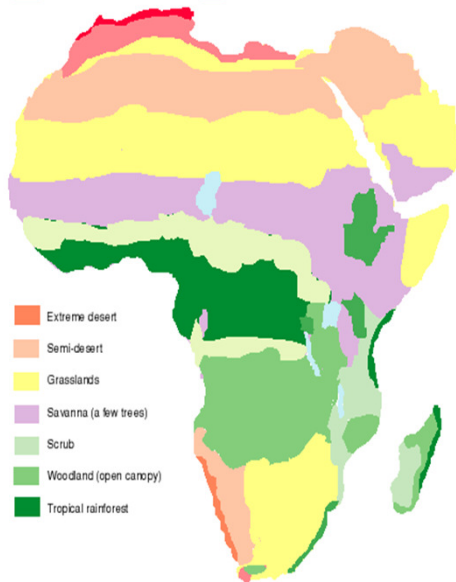 Extreme desert
Semi-desert
Grasslands
Savanna (a few trees)
Scrub
Woodland (open canopy)
Tropical rainforest